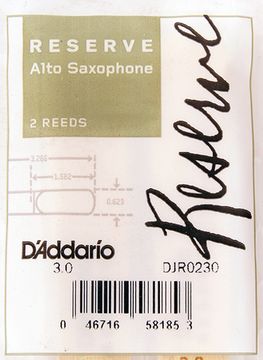 RESERVE
Alto Saxophone
2 REEDS
Reserve
3.266
1.582
0.623
D'Addario
3.0
DJR0230
0 46716 58185 3